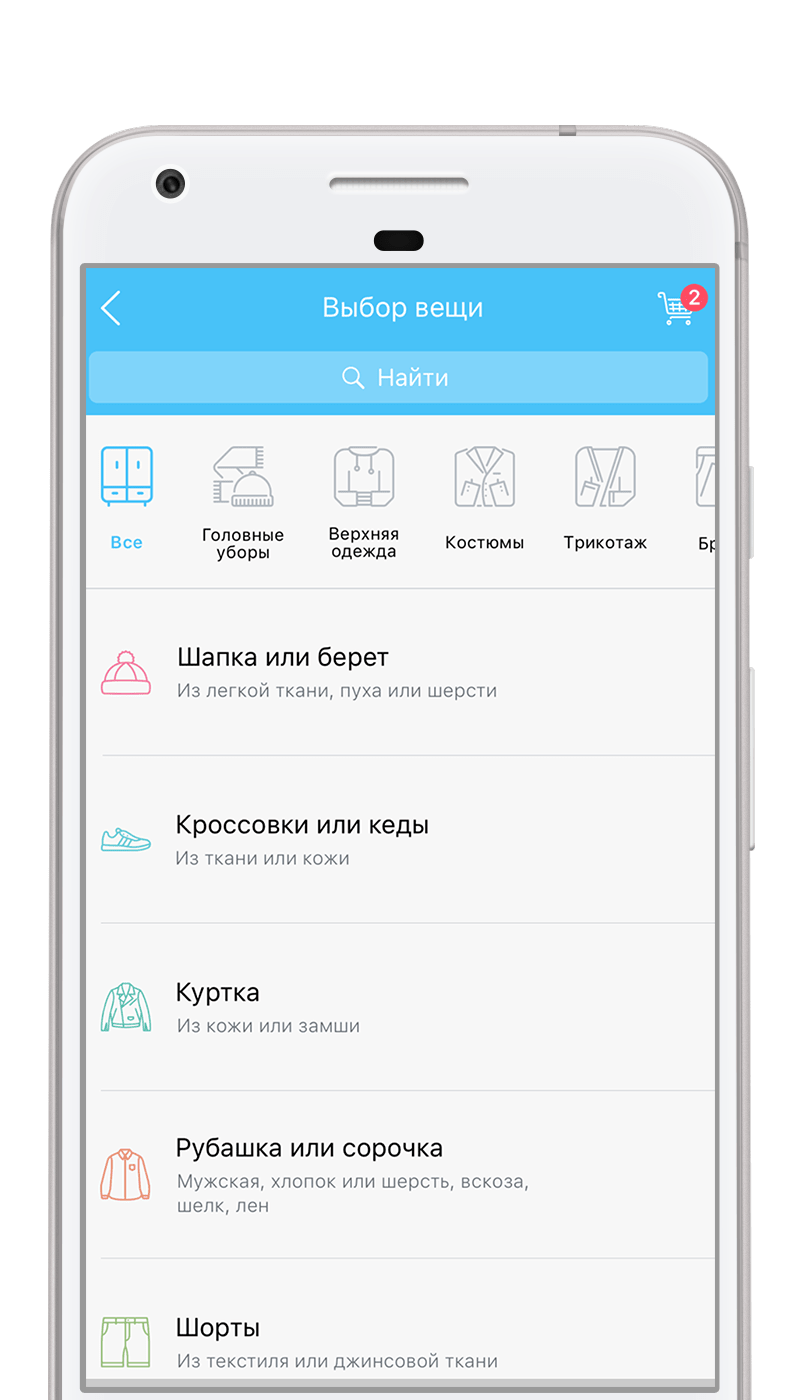 Выбор вещи
2
Найти
Все
Головные
уборы
Верхняя
одежда
Костюмы
Трикотаж
Бр
Шапка или берет
Из легкой ткани, пуха или шерсти
Кроссовки или кеды
Из ткани или кожи
Куртка
Из кожи или замши
Рубашка или сорочка
Мужская, хлопок или шерсть, вскоза,
шелк, лен
Шорты
Из текстиля или джинсовой ткани